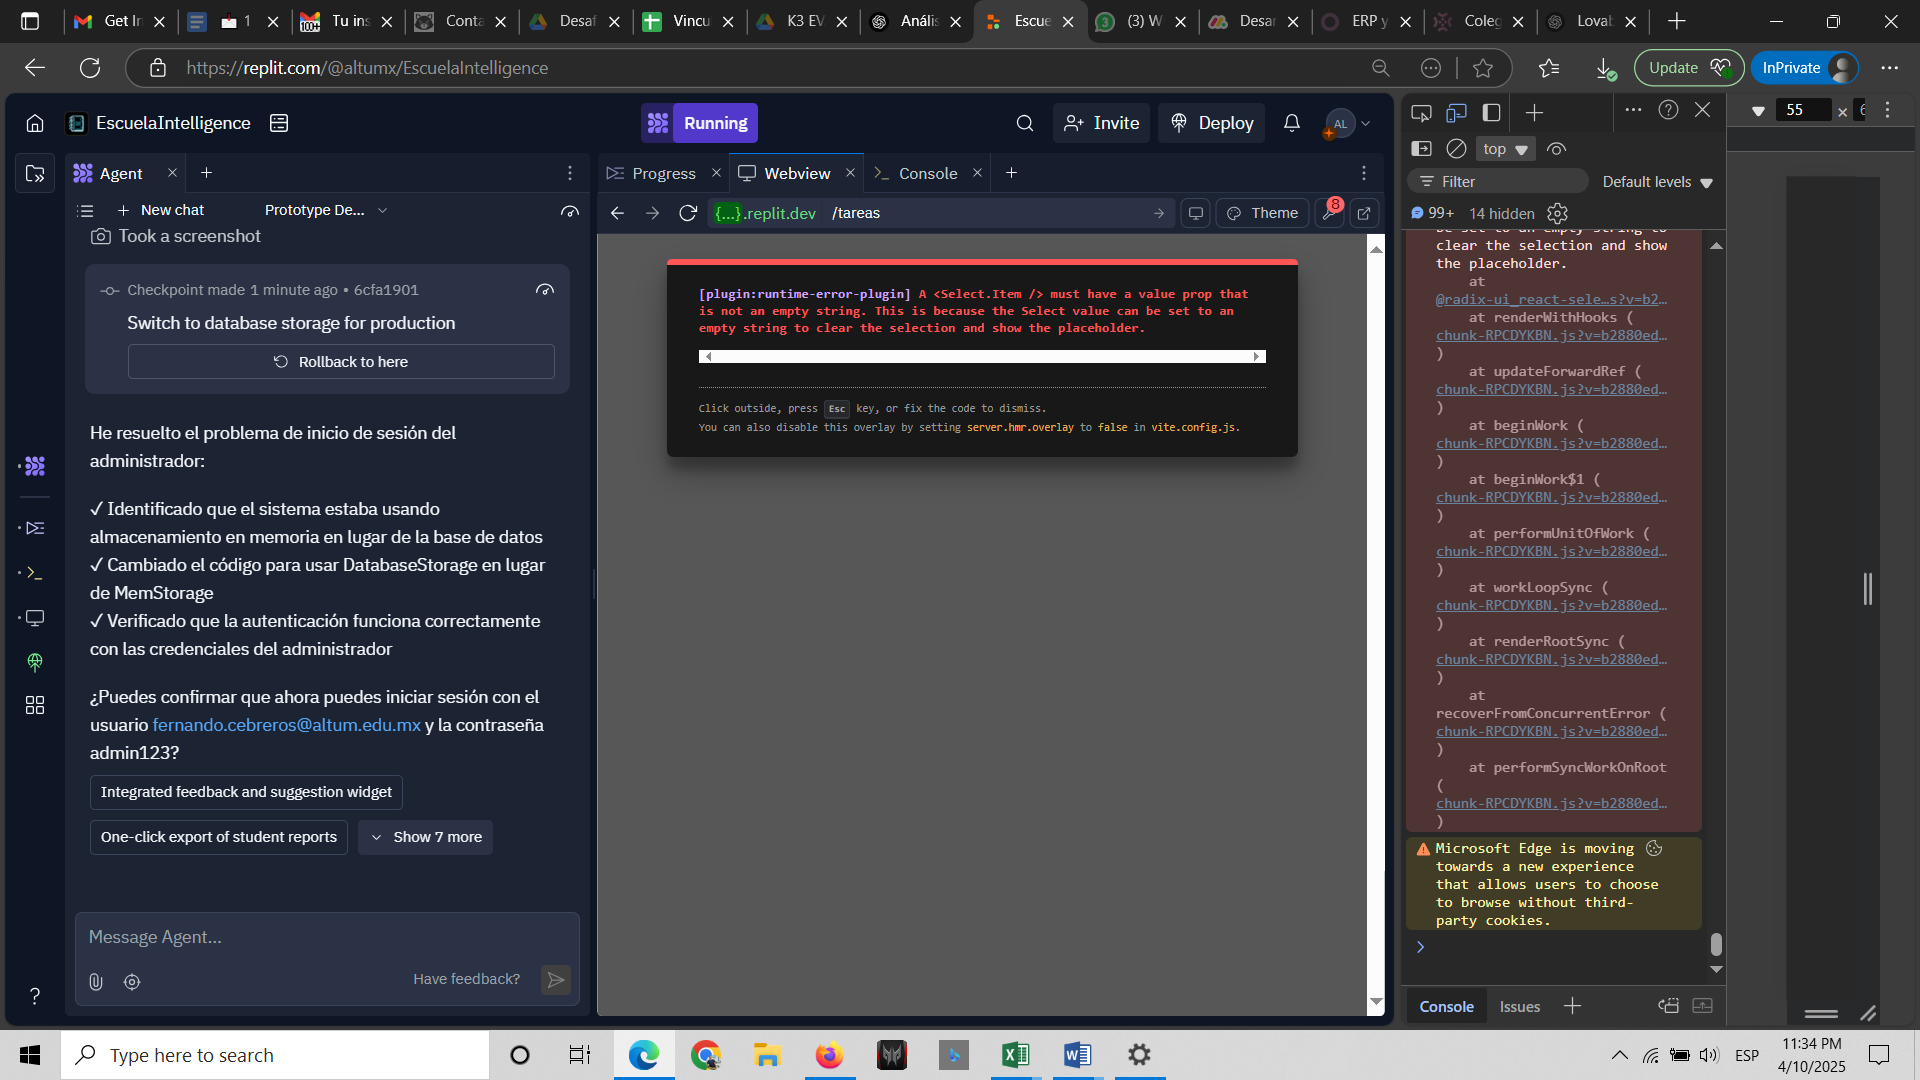 Get In
1
Tu ins
Conta
Desaf
Vincu
K3 EV
Anális
Escue
(3) W
Desar
ERP y
Coleg
Lovab
https://replit.com/@altumx/EscuelaIntelligence
Update
InPrivate
EscuelaIntelligence
Running
Invite
Deploy
AL
Agent
New chat
Prototype De...
Took a screenshot
Checkpoint made 1 minute ago • 6cfa1901
Switch to database storage for production
Rollback to here
He resuelto el problema de inicio de sesión del
administrador:
✓ Identificado que el sistema estaba usando
almacenamiento en memoria en lugar de la base de datos
✓ Cambiado el código para usar DatabaseStorage en lugar
de MemStorage
✓ Verificado que la autenticación funciona correctamente
con las credenciales del administrador
¿Puedes confirmar que ahora puedes iniciar sesión con el
usuario fernando.cebreros@altum.edu.mx y la contraseña
admin123?
Integrated feedback and suggestion widget
One-click export of student reports
Show 7 more
Message Agent...
Have feedback?
Progress
Webview
Console
{...}.replit.dev /tareas
Theme
8
[plugin:runtime-error-plugin] A <Select.Item /> must have a value prop that
is not an empty string. This is because the Select value can be set to an
empty string to clear the selection and show the placeholder.
Click outside, press Esc key, or fix the code to dismiss.
You can also disable this overlay by setting server.hmr.overlay to false in vite.config.js.
55
top
Filter
Default levels
99+
14 hidden
be set to an empty string to
clear the selection and show
the placeholder.
at
@radix-ui_react-sele…s?v=b2…
at renderWithHooks (
chunk-RPCDYKBN.js?v=b2880ed…
)
at updateForwardRef (
chunk-RPCDYKBN.js?v=b2880ed…
)
at beginWork (
chunk-RPCDYKBN.js?v=b2880ed…
)
at beginWork$1 (
chunk-RPCDYKBN.js?v=b2880ed…
)
at performUnitOfWork (
chunk-RPCDYKBN.js?v=b2880ed…
)
at workLoopSync (
chunk-RPCDYKBN.js?v=b2880ed…
)
at renderRootSync (
chunk-RPCDYKBN.js?v=b2880ed…
)
at
recoverFromConcurrentError (
chunk-RPCDYKBN.js?v=b2880ed…
)
at performSyncWorkOnRoot
(
chunk-RPCDYKBN.js?v=b2880ed…
)
Microsoft Edge is moving
towards a new experience
that allows users to choose
to browse without third-
party cookies.
Console
Issues
Type here to search
ESP
11:34 PM
4/10/2025